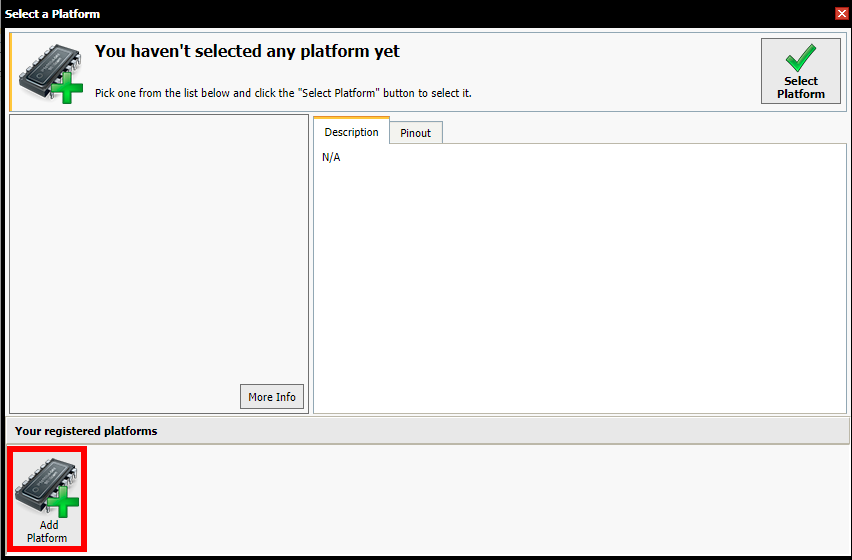 Select a Platform
You haven't selected any platform yet
Pick one from the list below and click the "Select Platform" button to select it.
Select
Platform
Description
Pinout
N/A
More Info
Your registered platforms
Add
Platform